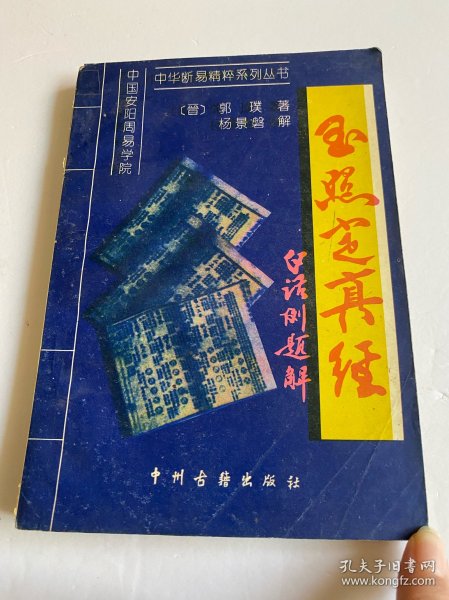 中国安阳周易学院
中华断易精粹系列丛书
〔晋〕郭璞 著
杨景磐 解
玉照定真经
白话例题解
中州古籍出版社
孔夫子旧书网
www.kongfz.com